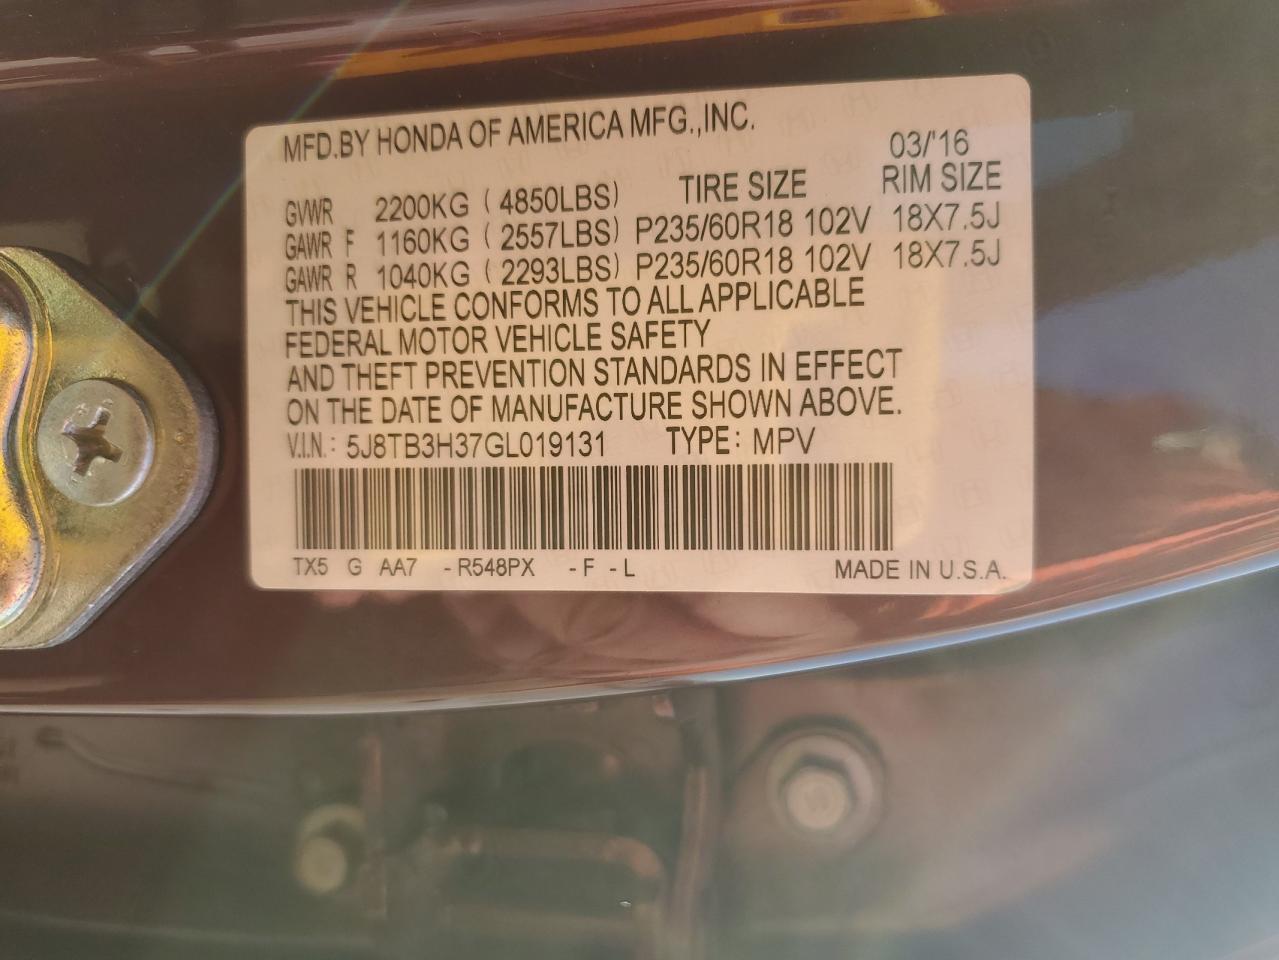 MFD.BY HONDA OF AMERICA MFG.,INC.
03/'16
GVWR 2200KG (4850LBS) TIRE SIZE RIM SIZE
GAWR F 1160KG (2557LBS) P235/60R18 102V 18X7.5J
GAWR R 1040KG (2293LBS) P235/60R18 102V 18X7.5J
THIS VEHICLE CONFORMS TO ALL APPLICABLE
FEDERAL MOTOR VEHICLE SAFETY
AND THEFT PREVENTION STANDARDS IN EFFECT
ON THE DATE OF MANUFACTURE SHOWN ABOVE.
V.I.N.: 5J8TB3H37GL019131 TYPE: MPV
TX5 G AA7 -R548PX -F -L MADE IN U.S.A.